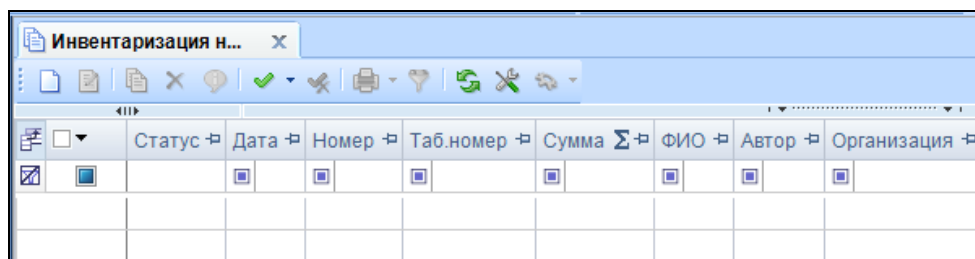 Инвентаризация н...
Статус Дата Номер Таб.номер Сумма Σ ФИО Автор Организация